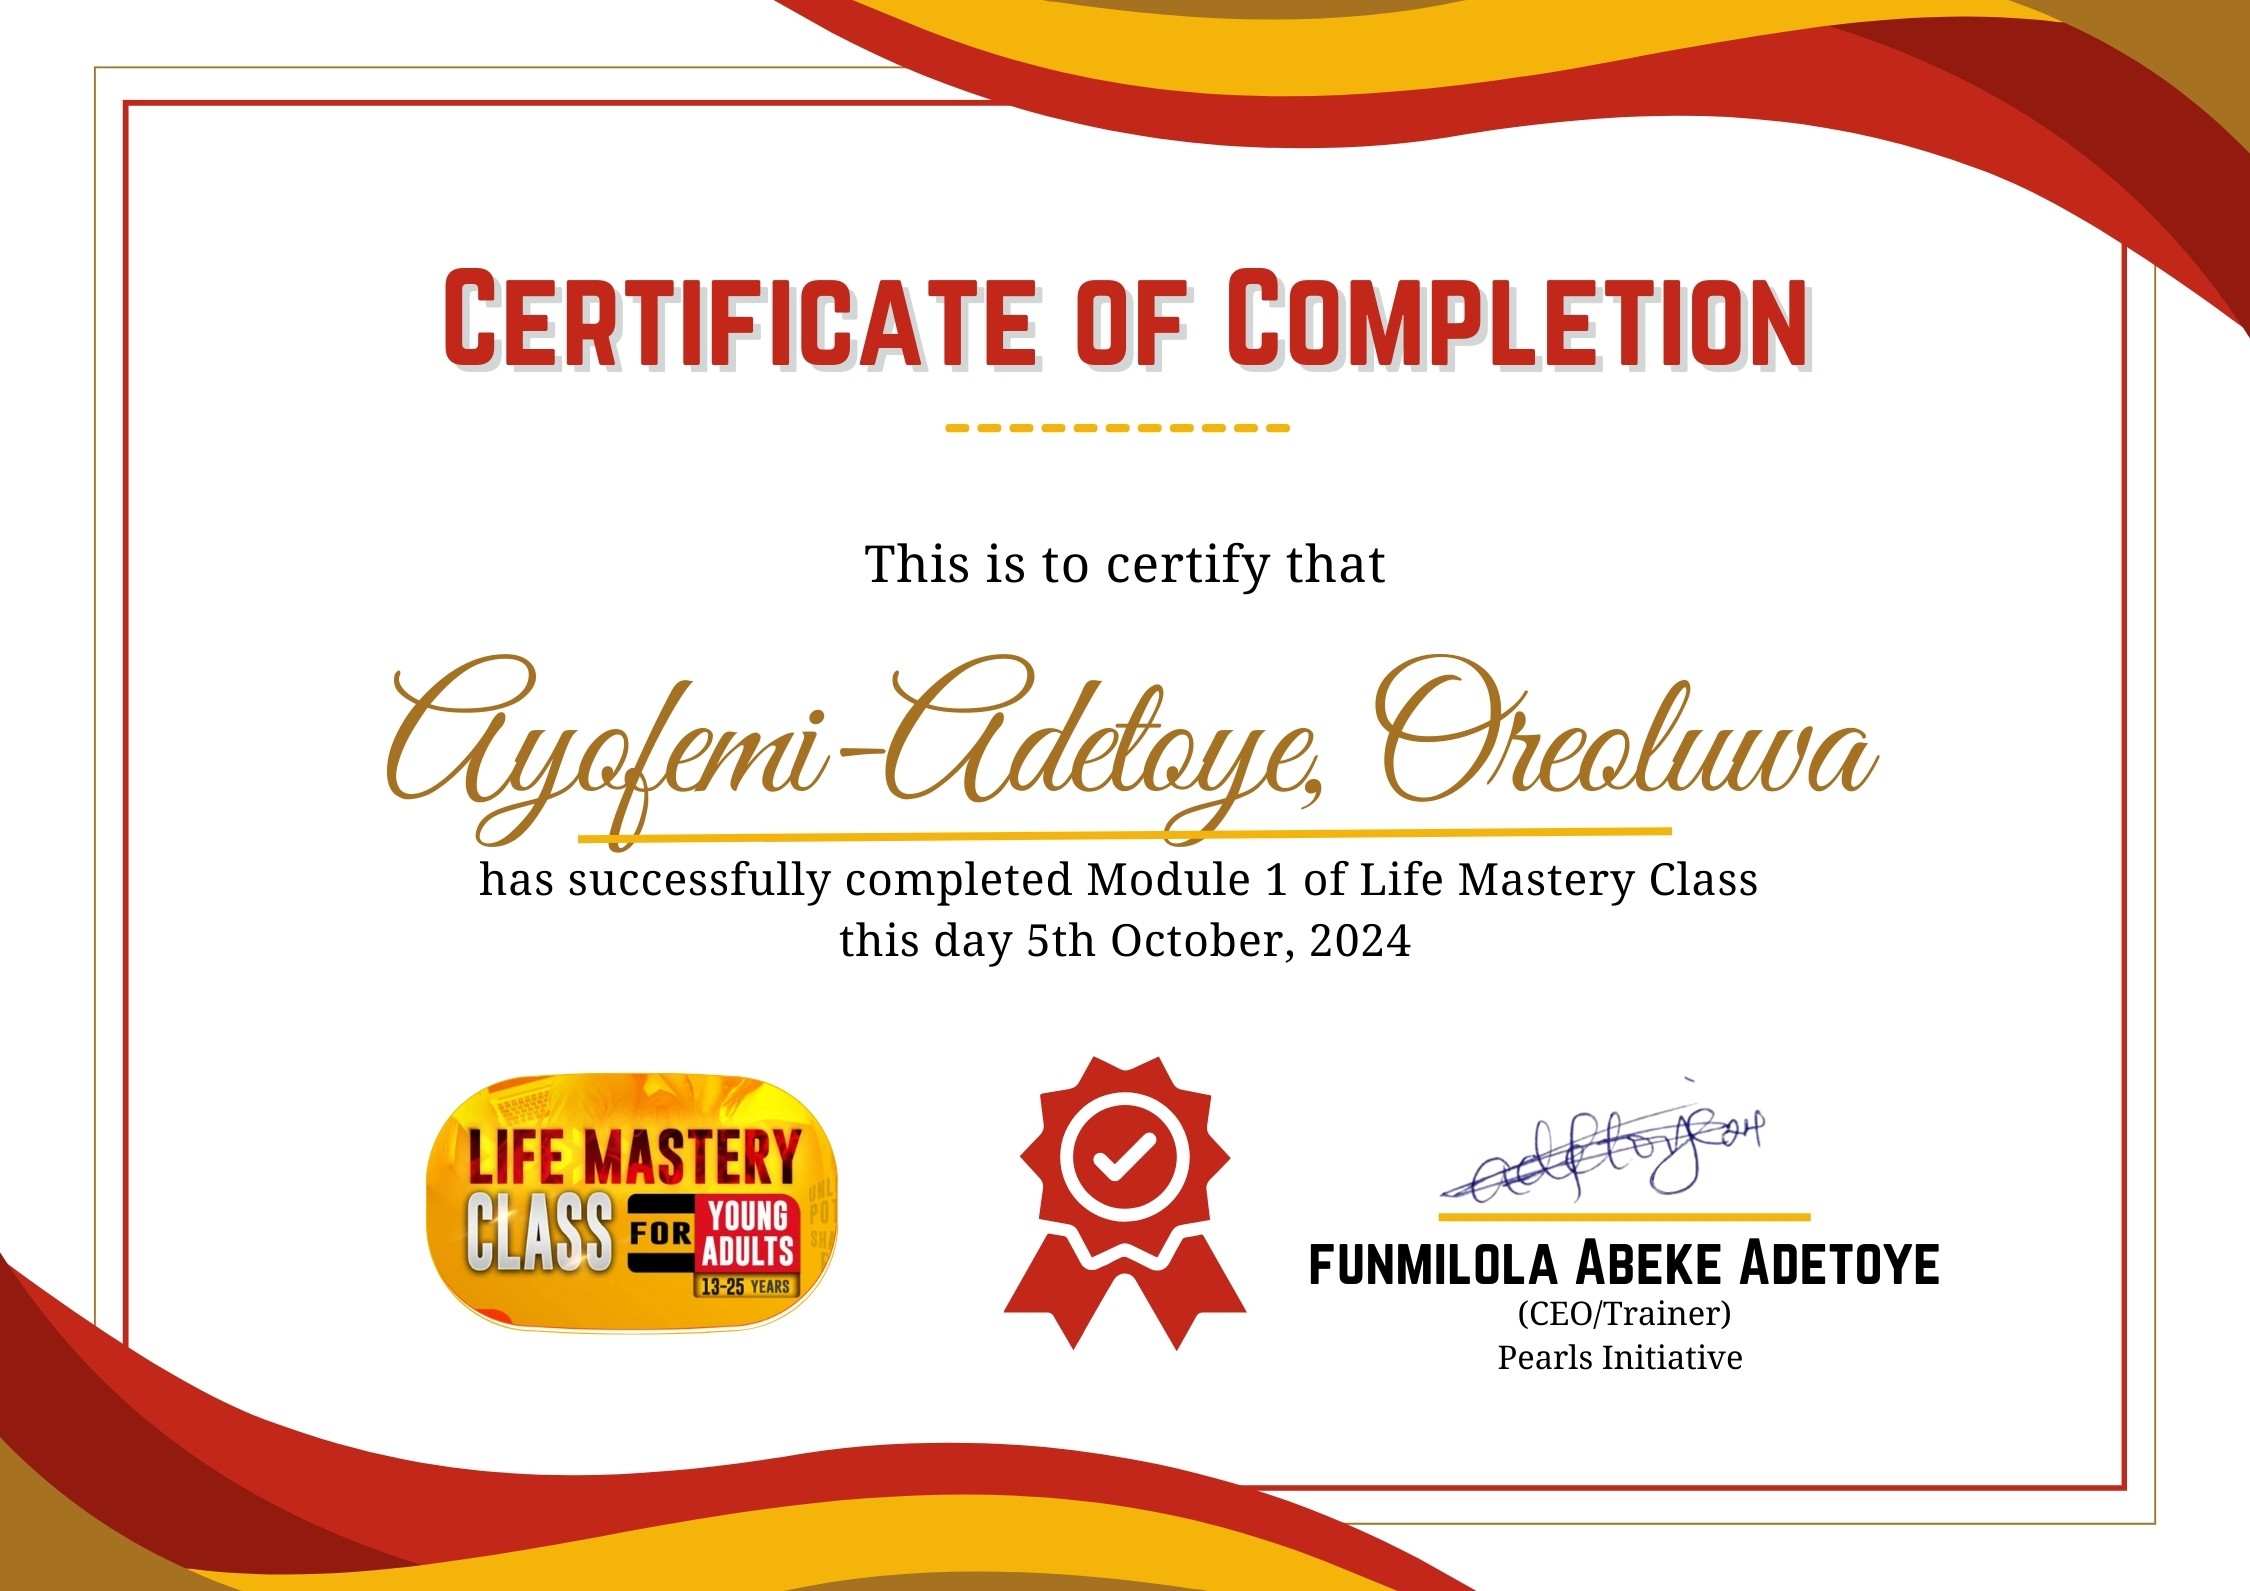 CERTIFICATE OF COMPLETION
This is to certify that
Ayofemi-Adetoye, Oreoluwa
has successfully completed Module 1 of Life Mastery Class
this day 5th October, 2024
LIFE MASTERY
CLASS FOR YOUNG ADULTS
13-25 YEARS
FUNMILOLA ABEKE ADETOYE
(CEO/Trainer)
Pearls Initiative